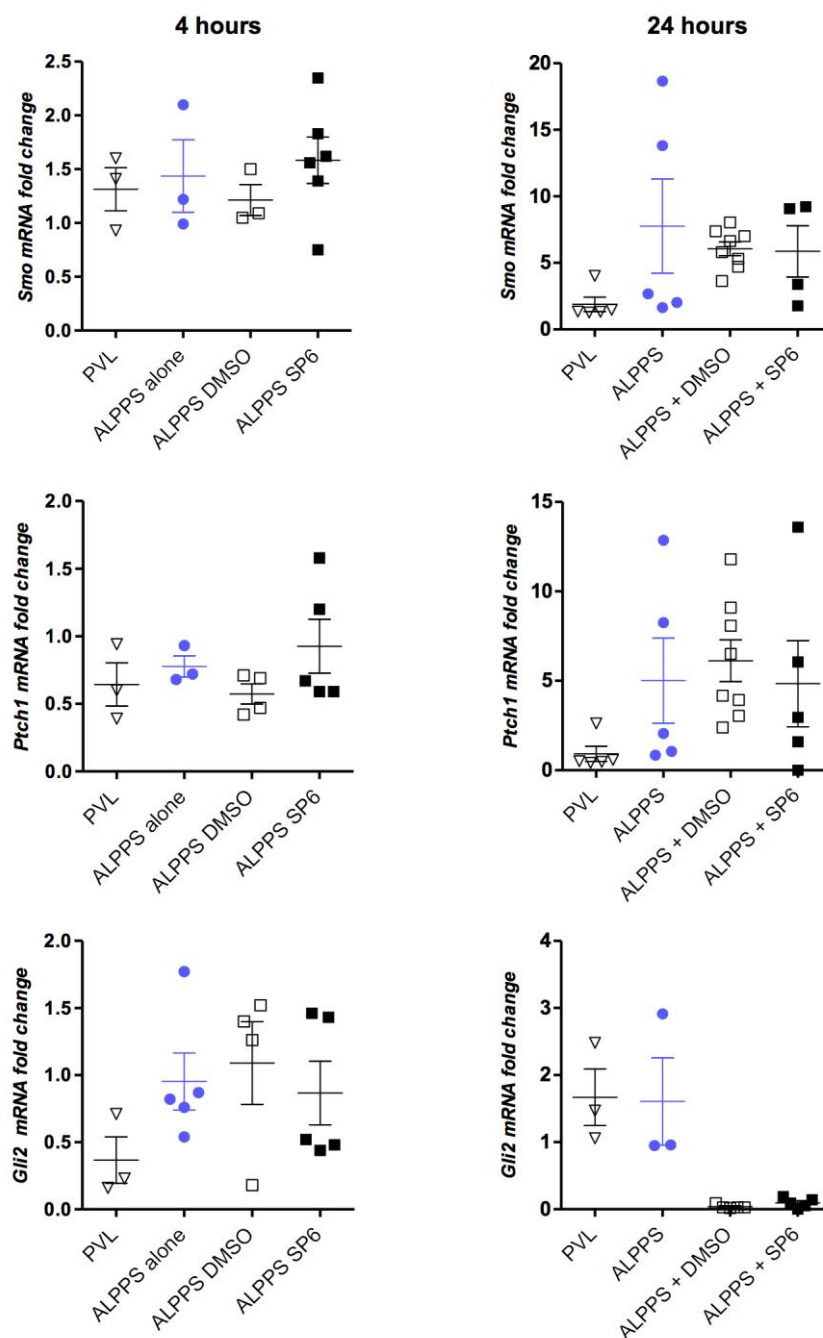 4 hours
24 hours
Smo mRNA fold change
2.5
2.0
1.5
1.0
0.5
0.0
PVL
ALPPS alone
ALPPS DMSO
ALPPS SP6
Smo mRNA fold change
20
15
10
5
0
PVL
ALPPS
ALPPS + DMSO
ALPPS + SP6
Ptch1 mRNA fold change
2.0
1.5
1.0
0.5
0.0
PVL
ALPPS alone
ALPPS DMSO
ALPPS SP6
Ptch1 mRNA fold change
15
10
5
0
PVL
ALPPS
ALPPS + DMSO
ALPPS + SP6
Gli2 mRNA fold change
2.0
1.5
1.0
0.5
0.0
PVL
ALPPS alone
ALPPS DMSO
ALPPS SP6
Gli2 mRNA fold change
4
3
2
1
0
PVL
ALPPS
ALPPS + DMSO
ALPPS + SP6